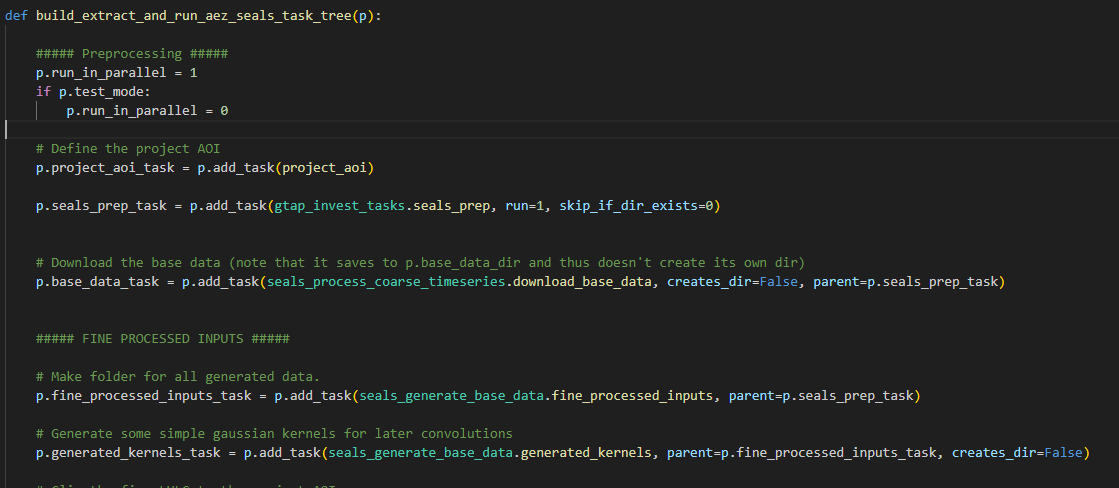 def build_extract_and_run_aez_seals_task_tree(p):
##### Preprocessing #####
p.run_in_parallel = 1
if p.test_mode:
p.run_in_parallel = 0
# Define the project AOI
p.project_aoi_task = p.add_task(project_aoi)
p.seals_prep_task = p.add_task(gtap_invest_tasks.seals_prep, run=1, skip_if_dir_exists=0)
# Download the base data (note that it saves to p.base_data_dir and thus doesn't create its own dir)
p.base_data_task = p.add_task(seals_process_coarse_timeseries.download_base_data, creates_dir=False, parent=p.seals_prep_task)
##### FINE PROCESSED INPUTS #####
# Make folder for all generated data.
p.fine_processed_inputs_task = p.add_task(seals_generate_base_data.fine_processed_inputs, parent=p.seals_prep_task)
# Generate some simple gaussian kernels for later convolutions
p.generated_kernels_task = p.add_task(seals_generate_base_data.generated_kernels, parent=p.fine_processed_inputs_task, creates_dir=False)